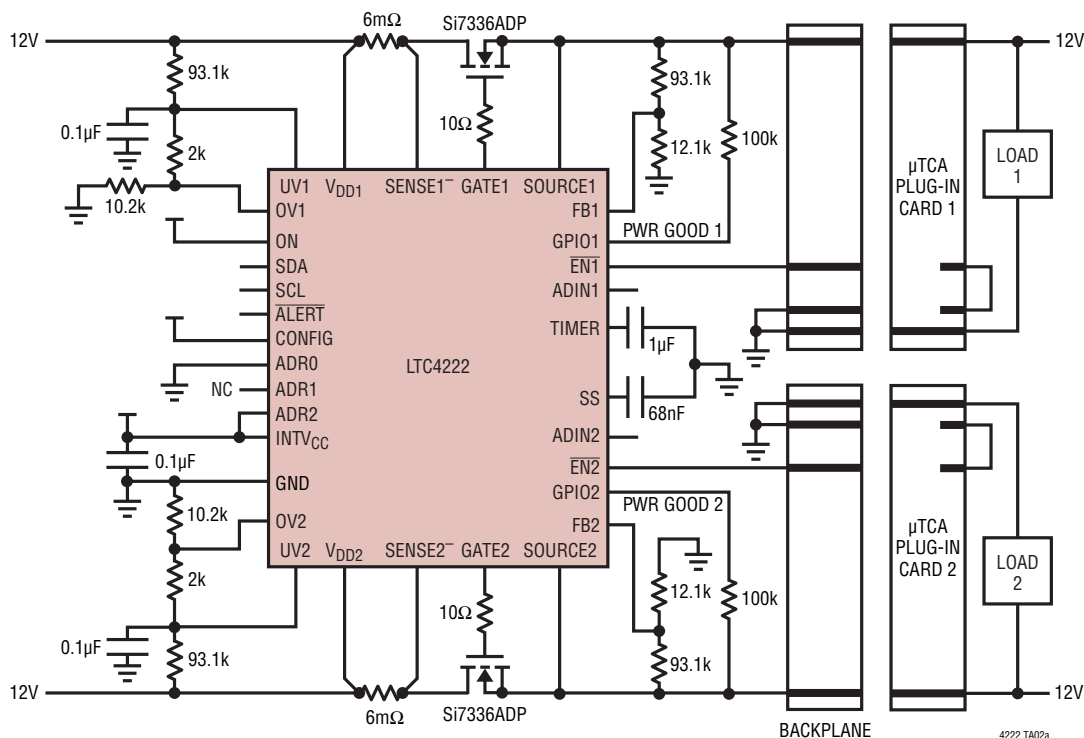 6mΩ
Si7336ADP
12V
12V
93.1k
93.1k
10Ω
100k
0.1µF
2k
12.1k
10.2k
µTCA
PLUG-IN
CARD 1
LOAD
1
UV1 VDD1 SENSE1– GATE1 SOURCE1
OV1
FB1
PWR GOOD 1
ON
GPIO1
SDA
EN1
SCL
ADIN1
ALERT
TIMER
1µF
CONFIG
ADR0
LTC4222
NC
ADR1
SS
68nF
ADR2
INTVCC
ADIN2
0.1µF
EN2
GND
GPIO2
PWR GOOD 2
10.2k
OV2
FB2
UV2 VDD2 SENSE2– GATE2 SOURCE2
µTCA
PLUG-IN
CARD 2
LOAD
2
2k
10Ω
12.1k
100k
0.1µF
93.1k
93.1k
12V
12V
6mΩ
Si7336ADP
BACKPLANE
4222 TA02a